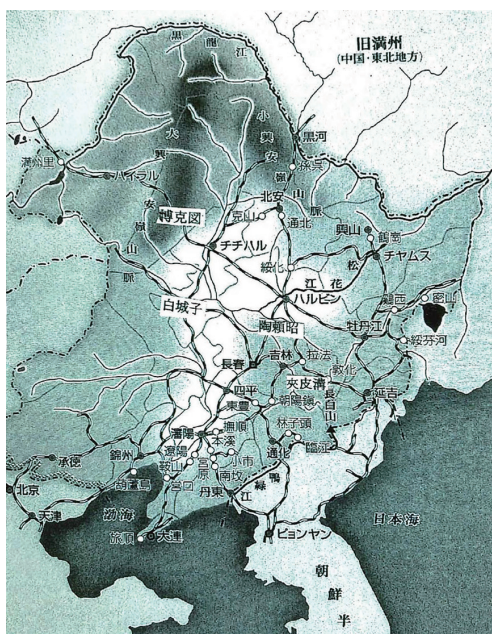 旧満州
(中国・東北地方)
黒龍江
小興安嶺山脈
大興安嶺山脈
黒河
孫呉
満州里
ハイラル
博克図
北安
克山
通北
興山
鶴崗
チチハル
チャムス
綏化
松花江
白城子
ハルビン
鶏西
密山
陶頼昭
牡丹江
綏芬河
長春
吉林
拉法
夾皮溝
敦化
四平
東豊
朝陽鎮
長白山
延吉
瀋陽
撫順
林子頭
本渓
通化
臨江
承徳
錦州
遼陽
鞍山
宮原
小市
南坟
北京
葫蘆島
営口
丹東
鴨緑江
天津
渤海
旅順
大連
ピョンヤン
日本海
朝鮮半